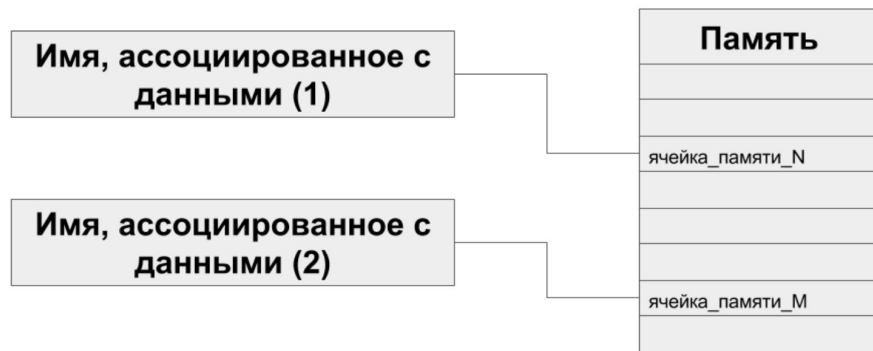 Имя, ассоциированное с
данными (1)
Память
ячейка_памяти_N
Имя, ассоциированное с
данными (2)
ячейка_памяти_M